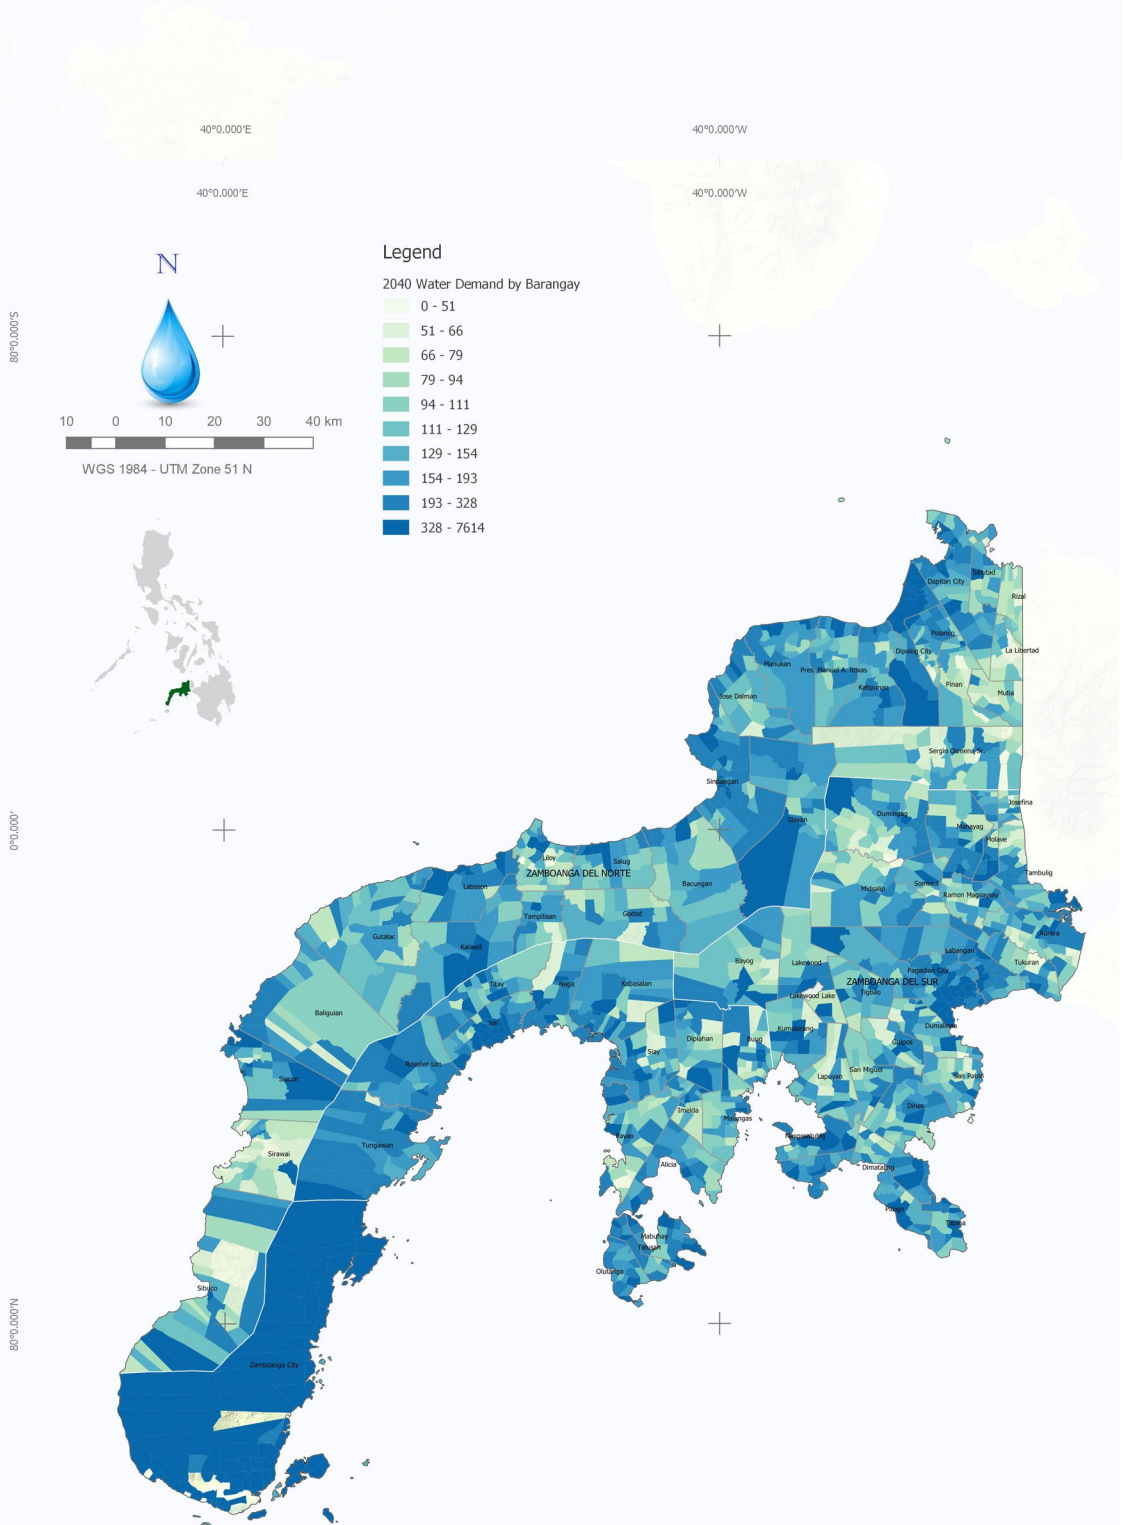 40°0.000'E
40°0.000'W
40°0.000'E
40°0.000'W
N
Legend
2040 Water Demand by Barangay
0 - 51
51 - 66
66 - 79
79 - 94
94 - 111
111 - 129
129 - 154
154 - 193
193 - 328
328 - 7614
80°0.000'S
10 0 10 20 30 40 km
WGS 1984 - UTM Zone 51 N
0°0.000'
80°0.000'N
Sibutad
Dapitan City
Rizal
Polanco
Dipolog City
La Libertad
Manukan
Pres. Manuel A. Roxas
Katipunan
Pinan
Mutia
Jose Dalman
Sergio Osmena Sr.
Sindangan
Siayan
Josefina
Dumingag
Mahayag
Molave
Liloy
Salug
ZAMBOANGA DEL NORTE
Tambulig
Labason
Bacungan
Midsalip
Sominot
Ramon Magsaysay
Tampilisan
Godod
Gutalac
Kalawit
Aurora
Labangan
Bayog
Lakewood
Tukuran
Pagadian City
Titay
Naga
Kabasalan
ZAMBOANGA DEL SUR
Tigbao
Lakewood Lake
Baliguian
Ipil
Kumalarang
Dumalinao
Diplahan
Buug
Guipos
Siay
Roseller Lim
San Miguel
Lapuyan
San Pablo
Siocon
Dinas
Imelda
Malangas
Payao
Margosatubig
Tungawan
Sirawai
Alicia
Dimataling
Pitogo
Tabina
Mabuhay
Talusan
Olutanga
Sibuco
Zamboanga City